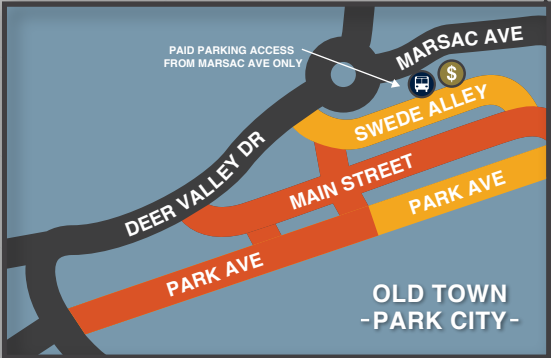 PAID PARKING ACCESS
FROM MARSAC AVE ONLY
MARSAC AVE
$
SWEDE ALLEY
DEER VALLEY DR
MAIN STREET
PARK AVE
PARK AVE
OLD TOWN
-PARK CITY-